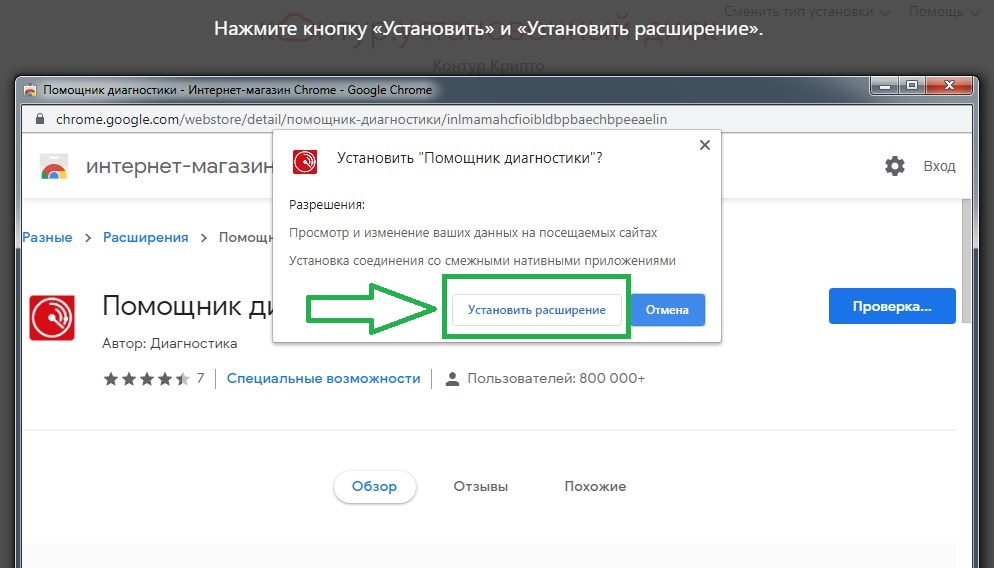 Сменить тип установки
Помощь
Нажмите кнопку «Установить» и «Установить расширение».
Контур.Крипто
Помощник диагностики - Интернет-магазин Chrome - Google Chrome
chrome.google.com/webstore/detail/помощник-диагностики/inlmamahcfioibldbpbaechbpeeaelin
интернет-магазин
Вход
Установить "Помощник диагностики"?
Разрешения:
Просмотр и изменение ваших данных на посещаемых сайтах
Установка соединения со смежными нативными приложениями
Установить расширение
Отмена
Разные > Расширения > Помощн
Помощник ди
Проверка...
Автор: Диагностика
7
Специальные возможности
Пользователей: 800 000+
Обзор
Отзывы
Похожие